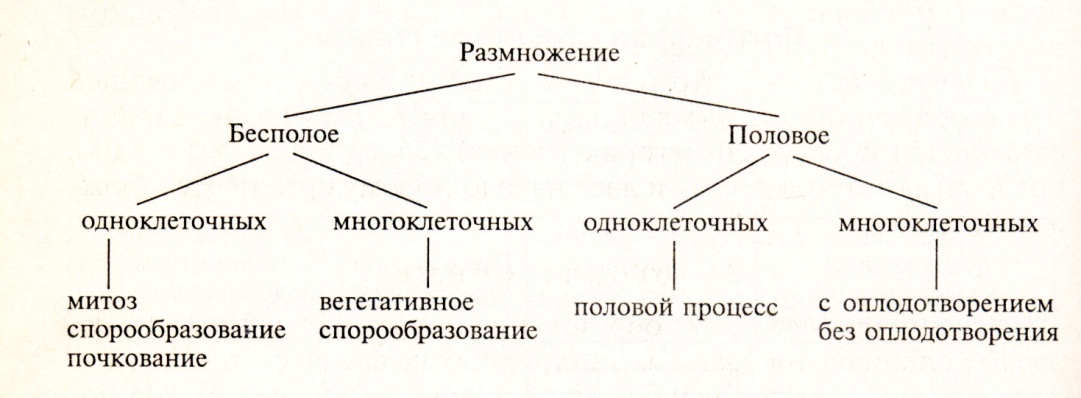 Размножение
Бесполое
Половое
одноклеточных
многоклеточных
одноклеточных
многоклеточных
митоз
спорообразование
почкование
вегетативное
спорообразование
половой процесс
с оплодотворением
без оплодотворения